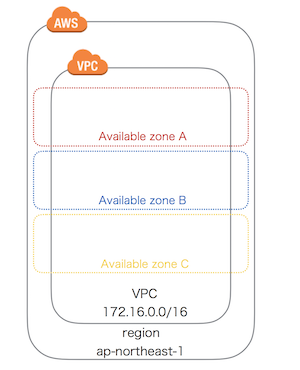 AWS
VPC
Available zone A
Available zone B
Available zone C
VPC
172.16.0.0/16
region
ap-northeast-1